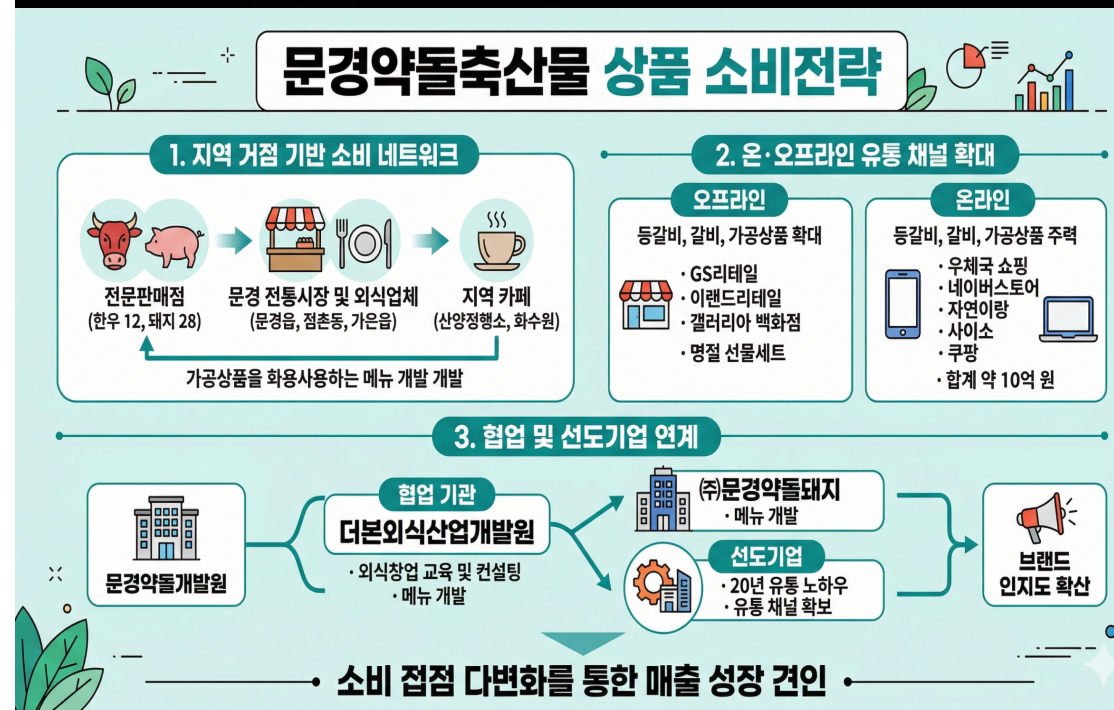 문경약돌축산물 상품 소비전략
1. 지역 거점 기반 소비 네트워크
전문판매점
(한우 12, 돼지 28)
문경 전통시장 및 외식업체
(문경읍, 점촌동, 가은읍)
지역 카페
(산양정행소, 화수원)
가공상품을 화용사용하는 메뉴 개발 개발
2. 온·오프라인 유통 채널 확대
오프라인
등갈비, 갈비, 가공상품 확대
· GS리테일
· 이랜드리테일
· 갤러리아 백화점
· 명절 선물세트
온라인
등갈비, 갈비, 가공상품 주력
· 우체국 쇼핑
· 네이버스토어
· 자연이랑
· 사이소
· 쿠팡
· 합계 약 10억 원
3. 협업 및 선도기업 연계
문경약돌개발원
협업 기관
더본외식산업개발원
· 외식창업 교육 및 컨설팅
· 메뉴 개발
㈜문경약돌돼지
· 메뉴 개발
선도기업
· 20년 유통 노하우
· 유통 채널 확보
브랜드
인지도 확산
소비 접점 다변화를 통한 매출 성장 견인